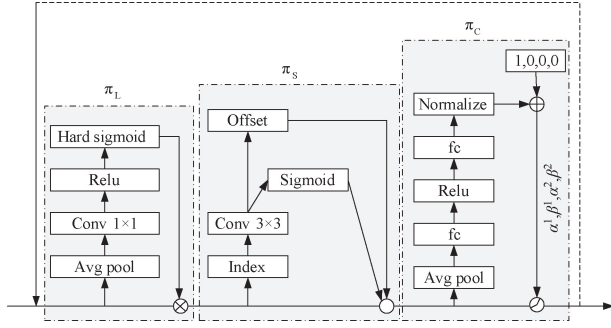 π_L
Hard sigmoid
Relu
Conv 1×1
Avg pool
π_S
Offset
Sigmoid
Conv 3×3
Index
π_C
1,0,0,0
Normalize
fc
Relu
fc
Avg pool
α¹,β¹,α²,β²